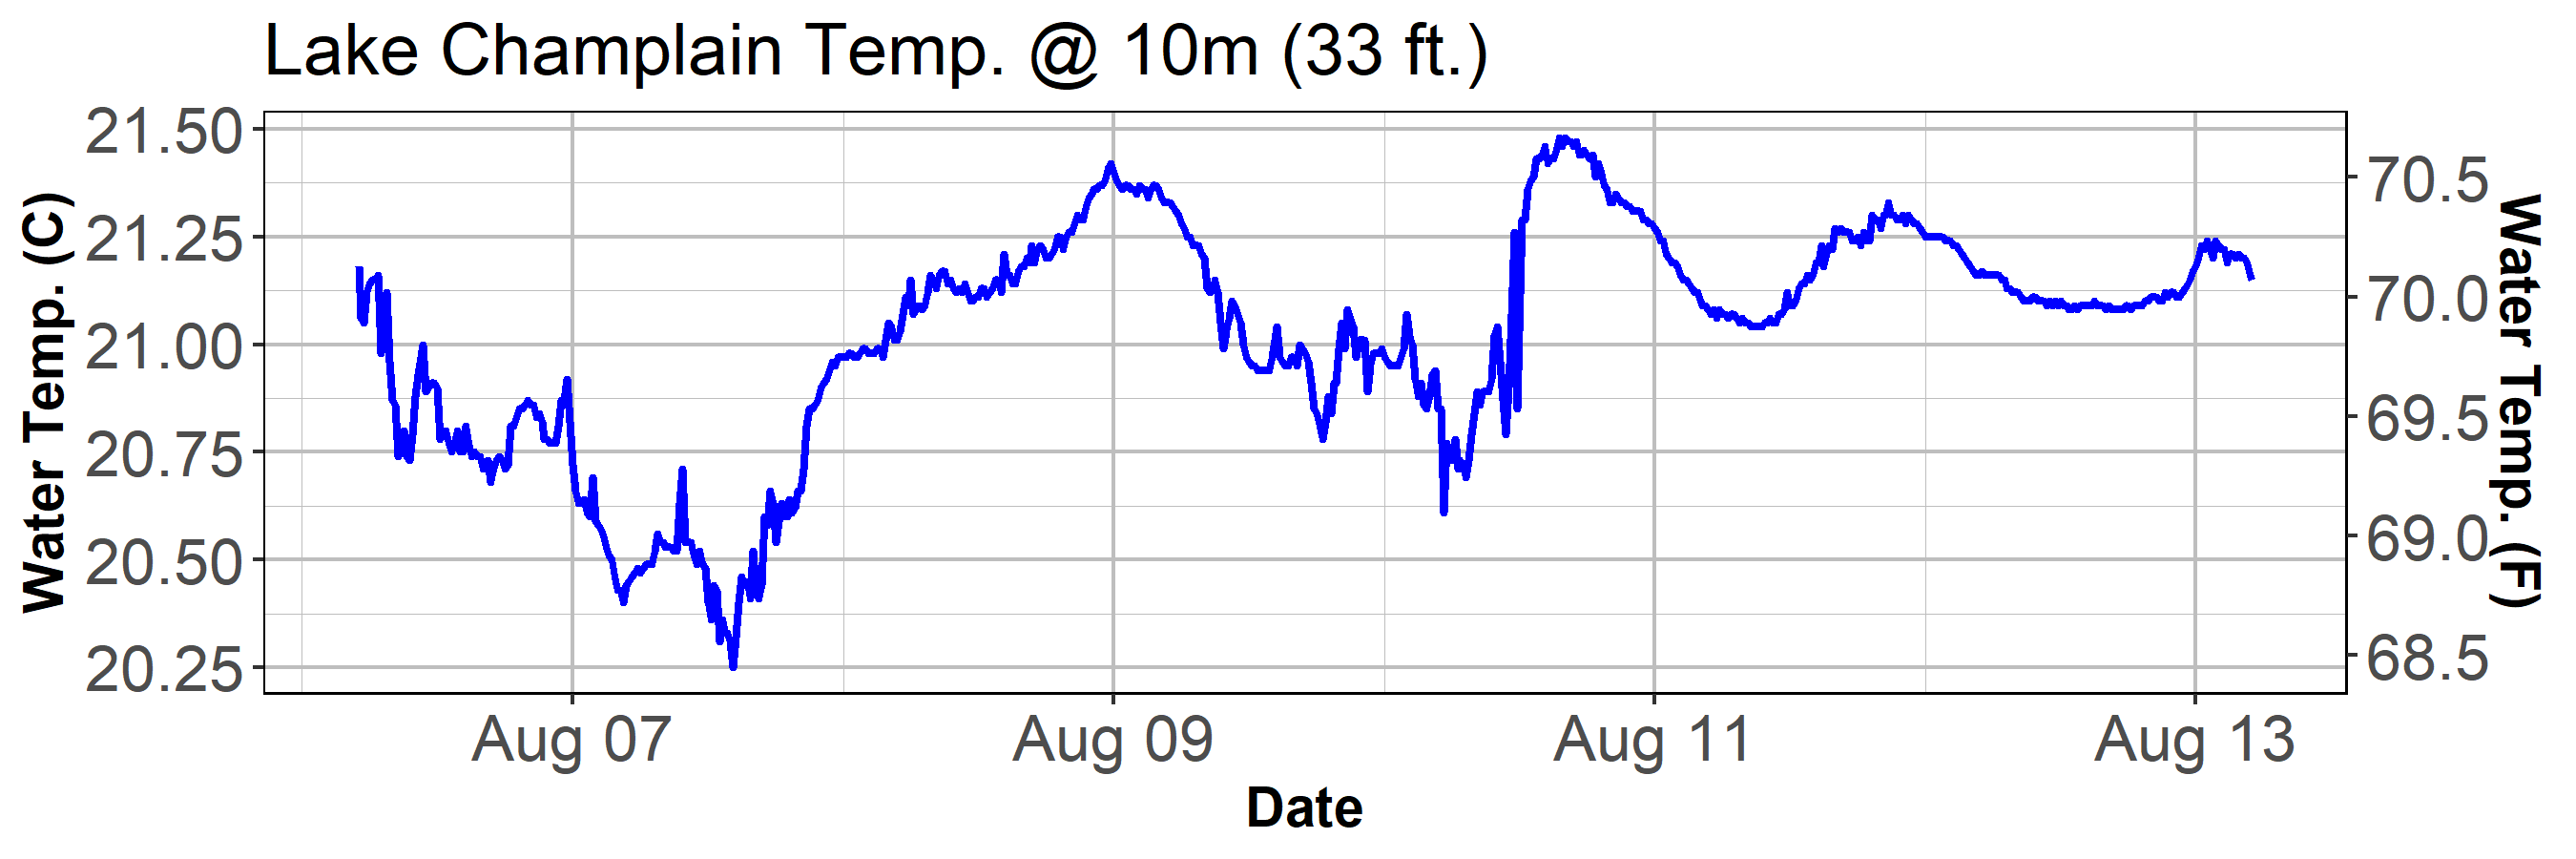 Lake Champlain Temp. @ 10m (33 ft.)
Water Temp. (C)
21.50
21.25
21.00
20.75
20.50
20.25
70.5
70.0
69.5
69.0
68.5
Water Temp. (F)
Aug 07 Aug 09 Aug 11 Aug 13
Date